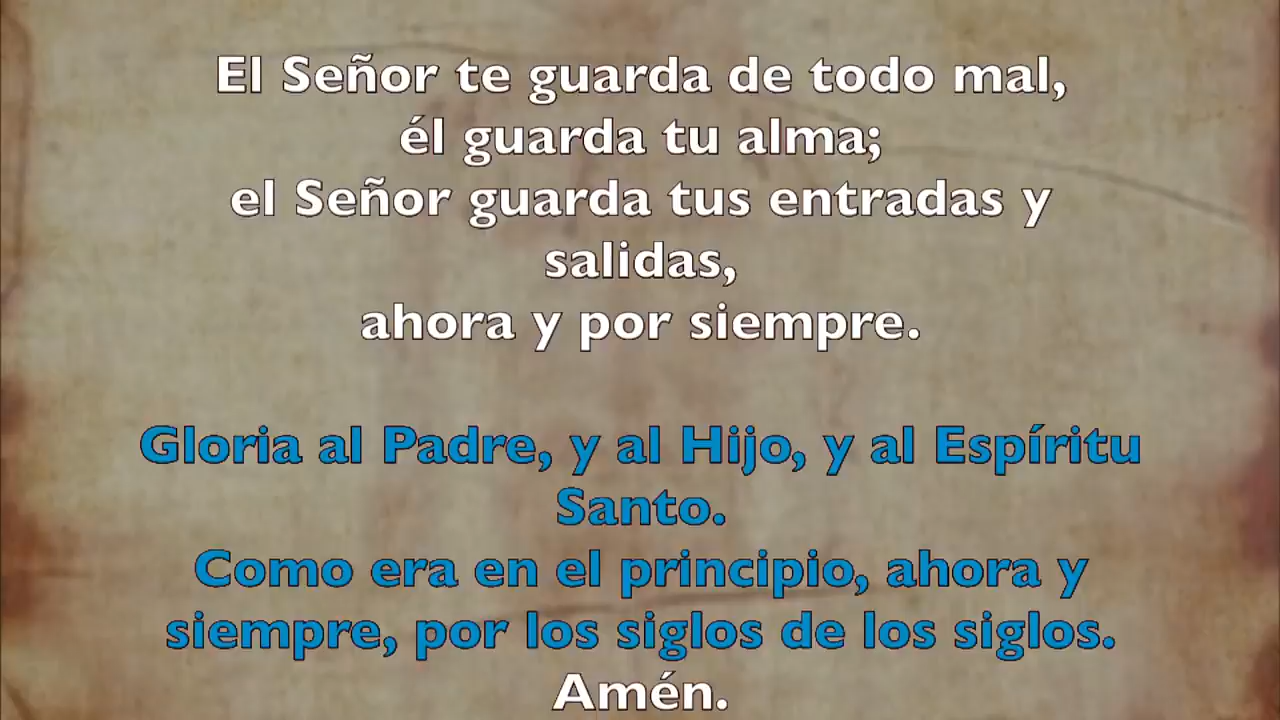 El Señor te guarda de todo mal,
él guarda tu alma;
el Señor guarda tus entradas y
salidas,
ahora y por siempre.
Gloria al Padre, y al Hijo, y al Espíritu
Santo.
Como era en el principio, ahora y
siempre, por los siglos de los siglos.
Amén.